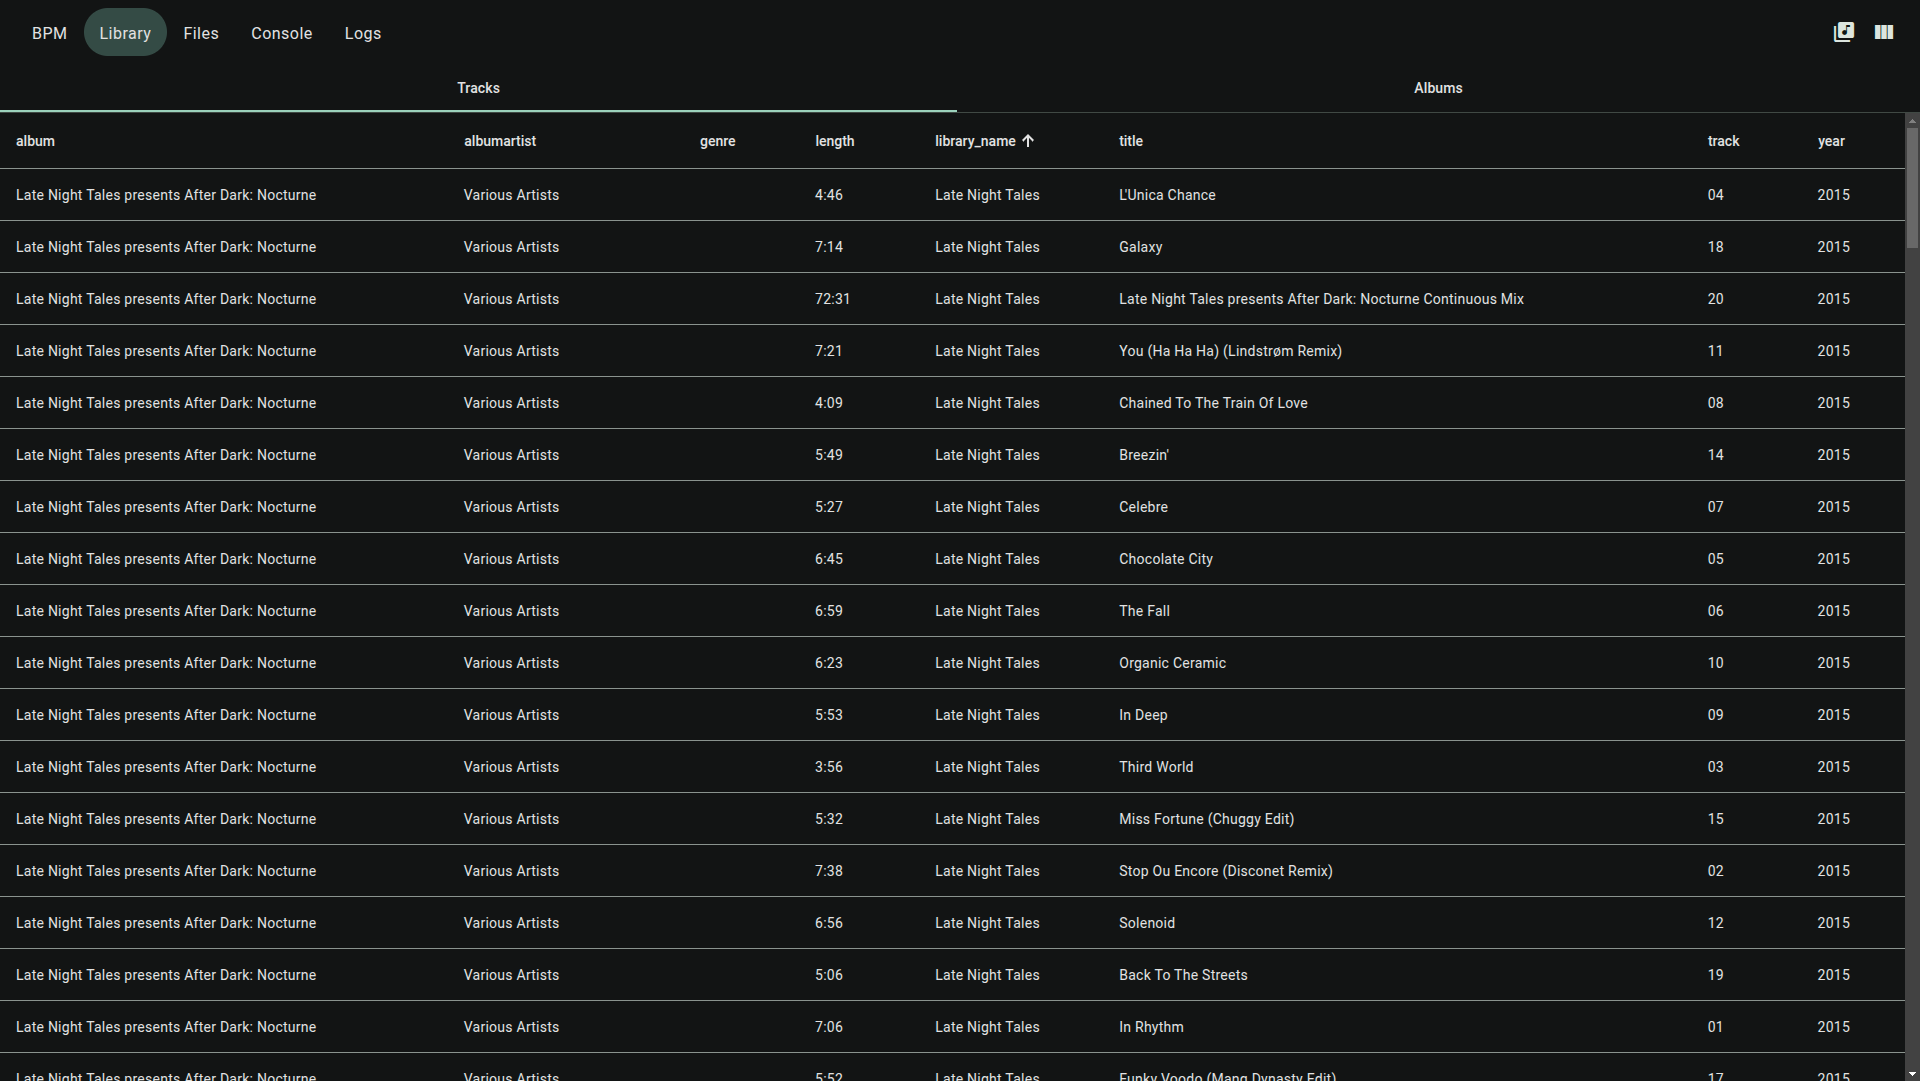 BPM Library Files Console Logs
Tracks Albums
album albumartist genre length library_name title track year
Late Night Tales presents After Dark: Nocturne Various Artists 4:46 Late Night Tales L'Unica Chance 04 2015
Late Night Tales presents After Dark: Nocturne Various Artists 7:14 Late Night Tales Galaxy 18 2015
Late Night Tales presents After Dark: Nocturne Various Artists 72:31 Late Night Tales Late Night Tales presents After Dark: Nocturne Continuous Mix 20 2015
Late Night Tales presents After Dark: Nocturne Various Artists 7:21 Late Night Tales You (Ha Ha Ha) (Lindstrøm Remix) 11 2015
Late Night Tales presents After Dark: Nocturne Various Artists 4:09 Late Night Tales Chained To The Train Of Love 08 2015
Late Night Tales presents After Dark: Nocturne Various Artists 5:49 Late Night Tales Breezin' 14 2015
Late Night Tales presents After Dark: Nocturne Various Artists 5:27 Late Night Tales Celebre 07 2015
Late Night Tales presents After Dark: Nocturne Various Artists 6:45 Late Night Tales Chocolate City 05 2015
Late Night Tales presents After Dark: Nocturne Various Artists 6:59 Late Night Tales The Fall 06 2015
Late Night Tales presents After Dark: Nocturne Various Artists 6:23 Late Night Tales Organic Ceramic 10 2015
Late Night Tales presents After Dark: Nocturne Various Artists 5:53 Late Night Tales In Deep 09 2015
Late Night Tales presents After Dark: Nocturne Various Artists 3:56 Late Night Tales Third World 03 2015
Late Night Tales presents After Dark: Nocturne Various Artists 5:32 Late Night Tales Miss Fortune (Chuggy Edit) 15 2015
Late Night Tales presents After Dark: Nocturne Various Artists 7:38 Late Night Tales Stop Ou Encore (Disconet Remix) 02 2015
Late Night Tales presents After Dark: Nocturne Various Artists 6:56 Late Night Tales Solenoid 12 2015
Late Night Tales presents After Dark: Nocturne Various Artists 5:06 Late Night Tales Back To The Streets 19 2015
Late Night Tales presents After Dark: Nocturne Various Artists 7:06 Late Night Tales In Rhythm 01 2015
Late Night Tales presents After Dark: Nocturne Various Artists 5:52 Late Night Tales Funky Voodo (Mang Dynasty Edit) 17 2015